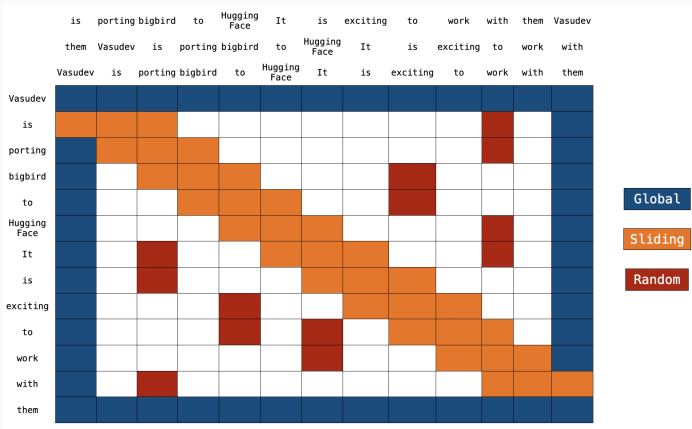 is porting bigbird to Hugging Face It is exciting to work with them Vasudev
them Vasudev is porting bigbird to Hugging Face It is exciting to work with
Vasudev is porting bigbird to Hugging Face It is exciting to work with them
Vasudev
is
porting
bigbird
to
Hugging
Face
It
is
exciting
to
work
with
them
Global
Sliding
Random